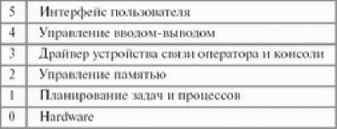 5 Интерфейс пользователя
4 Управление вводом-выводом
3 Драйвер устройства связи оператора и консоли
2 Управление памятью
1 Планирование задач и процессов
0 Hardware